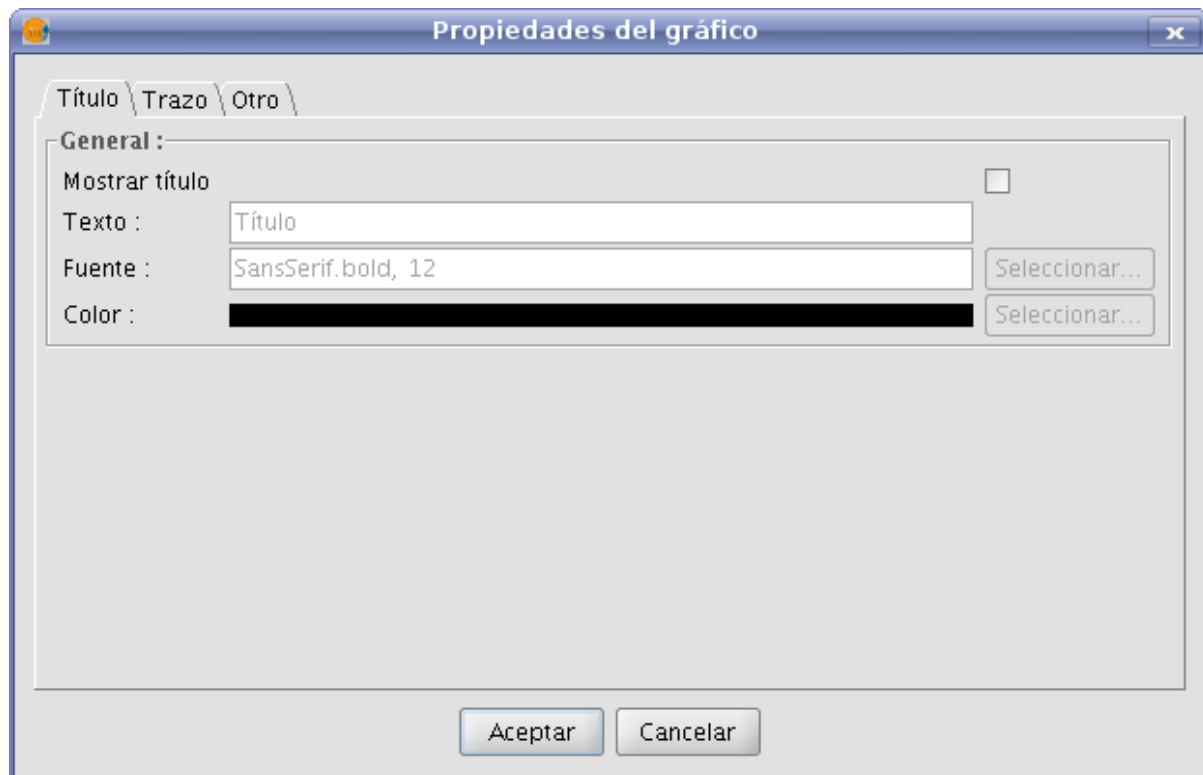 Propiedades del gráfico
Título Trazo Otro
General :
Mostrar título
Texto : Título
Fuente : SansSerif.bold, 12 Seleccionar...
Color : Seleccionar...
Aceptar Cancelar